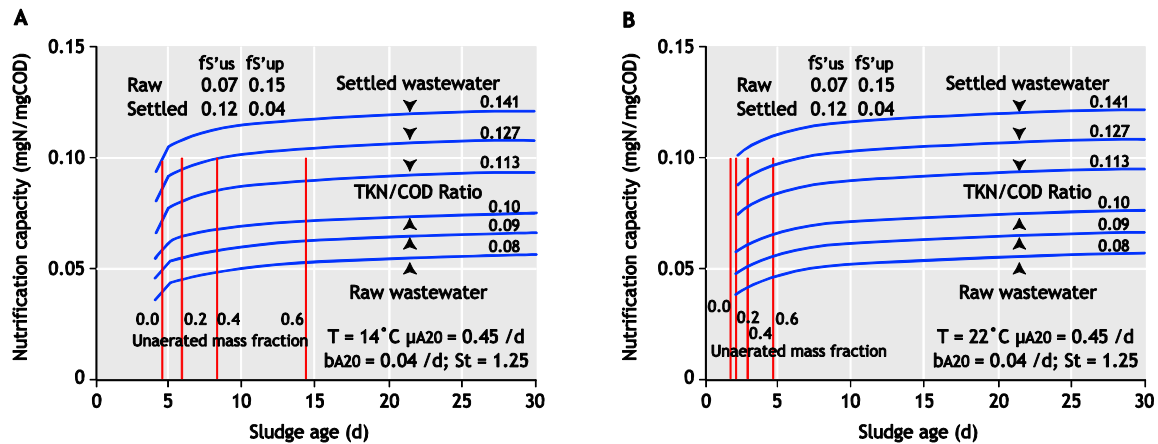 A
Nutrification capacity (mgN/mgCOD)
0.15
0.10
0.05
0
fS'us fS'up
Raw 0.07 0.15
Settled 0.12 0.04
Settled wastewater
0.141
0.127
0.113
TKN/COD Ratio
0.10
0.09
0.08
Raw wastewater
0.0 0.2 0.4 0.6
Unaerated mass fraction
T = 14˚C µA20 = 0.45 /d
bA20 = 0.04 /d; St = 1.25
0 5 10 15 20 25 30
Sludge age (d)
B
Nutrification capacity (mgN/mgCOD)
0.15
0.10
0.05
0
fS'us fS'up
Raw 0.07 0.15
Settled 0.12 0.04
Settled wastewater
0.141
0.127
0.113
TKN/COD Ratio
0.10
0.09
0.08
Raw wastewater
0.0 0.2 0.4 0.6
Unaerated mass fraction
T = 22˚C µA20 = 0.45 /d
bA20 = 0.04 /d; St = 1.25
0 5 10 15 20 25 30
Sludge age (d)